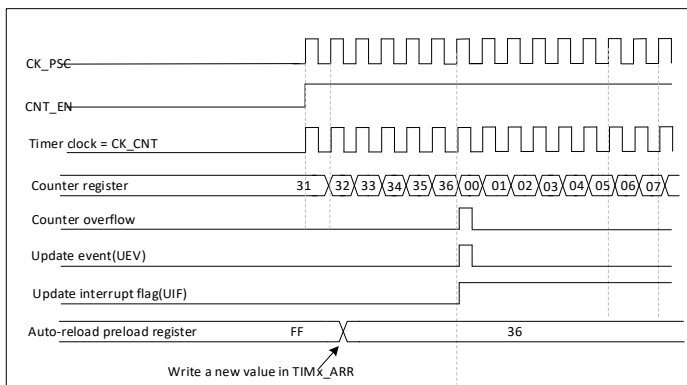 CK_PSC
CNT_EN
Timer clock = CK_CNT
Counter register 31 32 33 34 35 36 00 01 02 03 04 05 06 07
Counter overflow
Update event(UEV)
Update interrupt flag(UIF)
Auto-reload preload register FF 36
Write a new value in TIMx_ARR